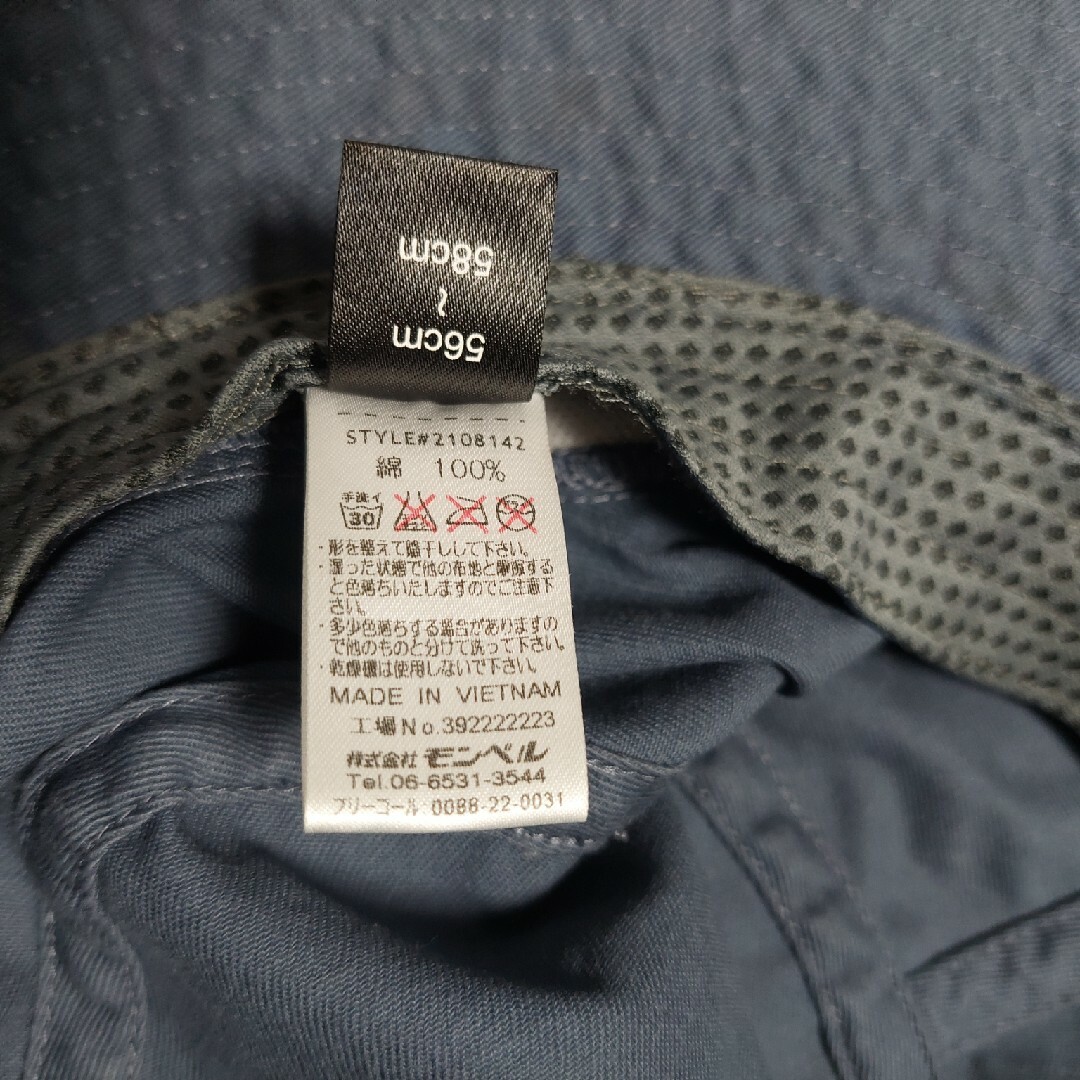 56cm
~
58cm
STYLE#2108142
綿 100%
手洗イ
30
・形を整えて陰干しして下さい。
・湿った状態で他の布地と摩擦する
と色落ちいたしますのでご注意下
さい。
・多少色落ちする場合がありますの
で他のものと分けて洗って下さい。
・乾燥機は使用しないで下さい。
MADE IN VIETNAM
工場No.392222223
株式会社 モンベル
Tel.06-6531-3544
フリーコール 0088-22-0031